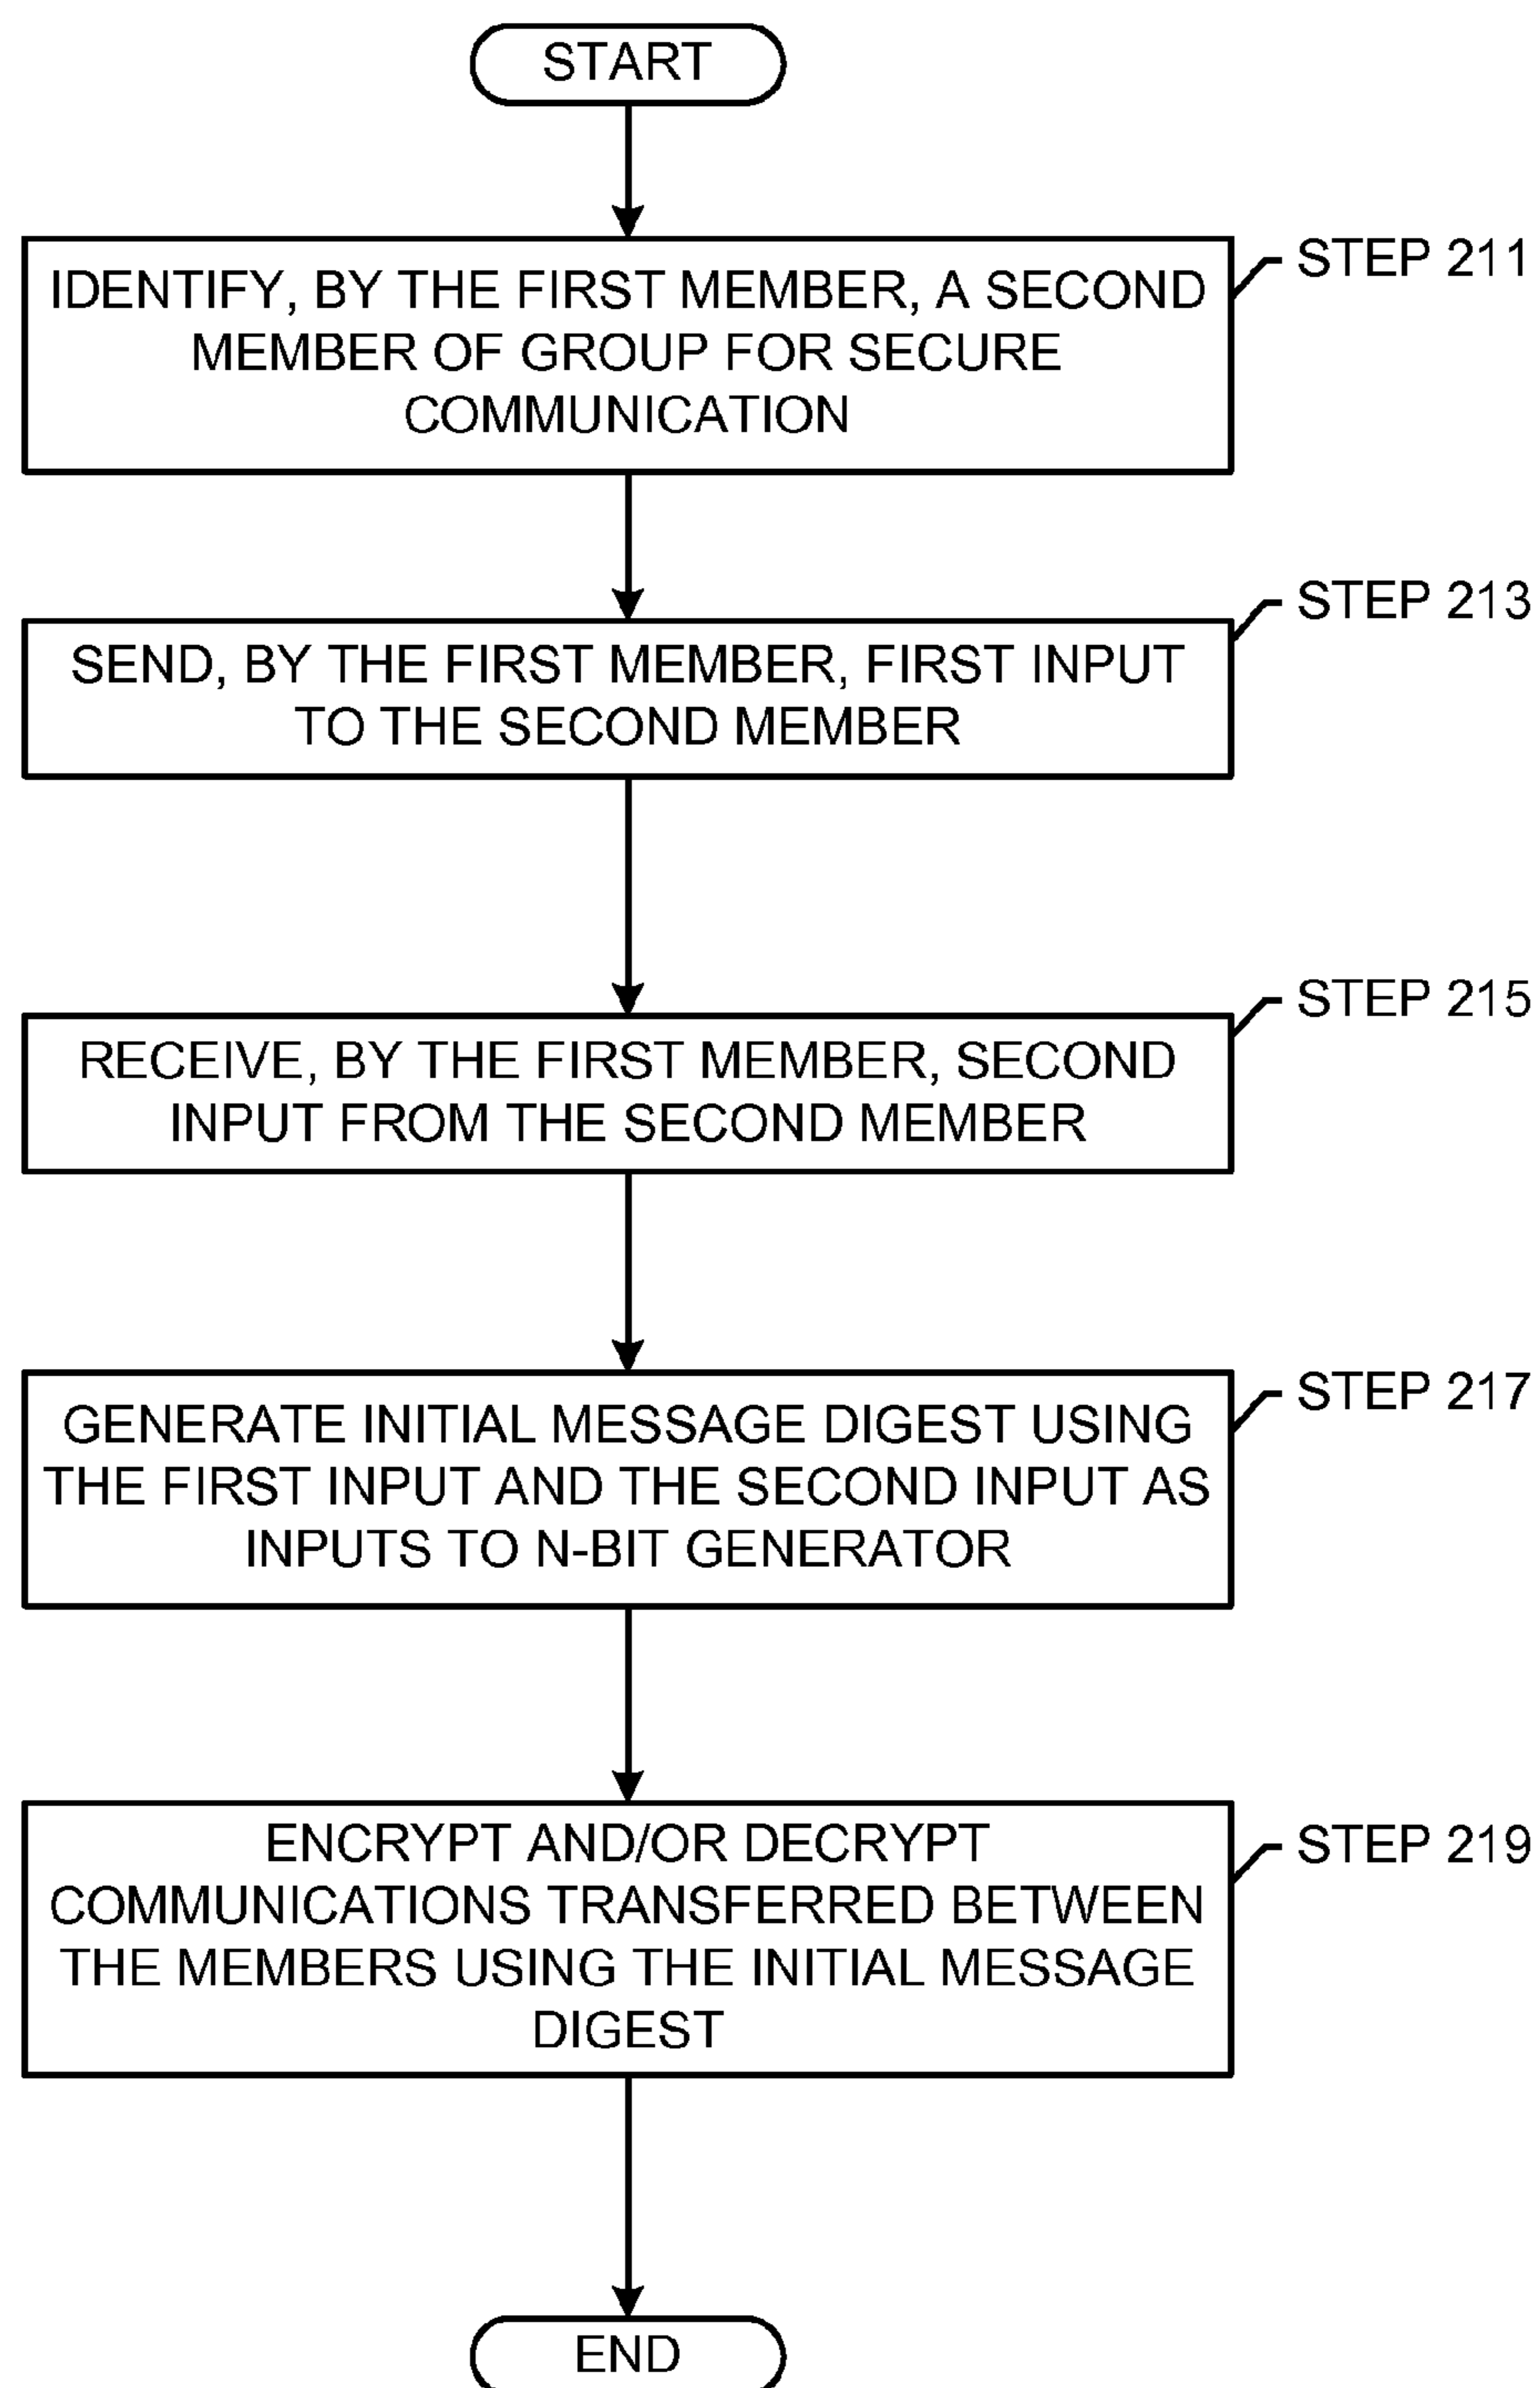 START
IDENTIFY, BY THE FIRST MEMBER, A SECOND
MEMBER OF GROUP FOR SECURE
COMMUNICATION
STEP 211
SEND, BY THE FIRST MEMBER, FIRST INPUT
TO THE SECOND MEMBER
STEP 213
RECEIVE, BY THE FIRST MEMBER, SECOND
INPUT FROM THE SECOND MEMBER
STEP 215
GENERATE INITIAL MESSAGE DIGEST USING
THE FIRST INPUT AND THE SECOND INPUT AS
INPUTS TO N-BIT GENERATOR
STEP 217
ENCRYPT AND/OR DECRYPT
COMMUNICATIONS TRANSFERRED BETWEEN
THE MEMBERS USING THE INITIAL MESSAGE
DIGEST
STEP 219
END